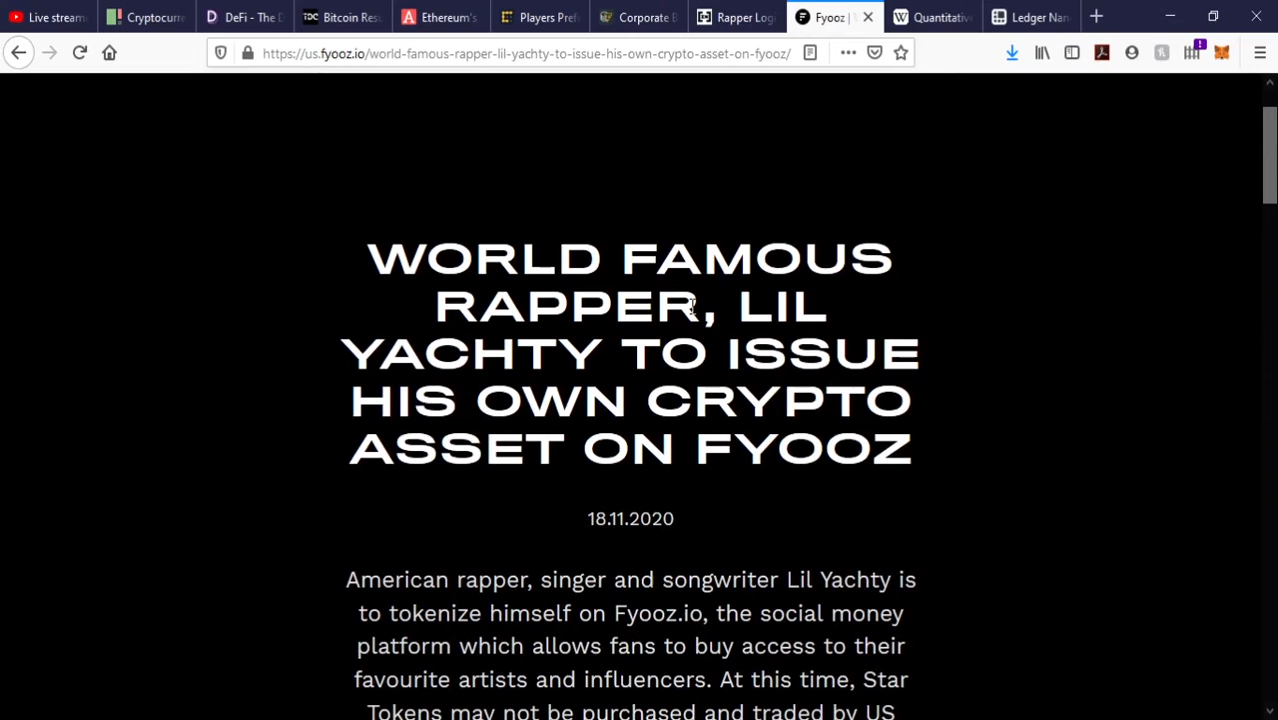 Live stream
Cryptocurre
DeFi - The D
Bitcoin Res
Ethereum's
Players Pref
Corporate B
Rapper Logi
Fyooz | W
Quantitative
Ledger Nan
https://us.fyooz.io/world-famous-rapper-lil-yachty-to-issue-his-own-crypto-asset-on-fyooz/
WORLD FAMOUS
RAPPER, LIL
YACHTY TO ISSUE
HIS OWN CRYPTO
ASSET ON FYOOZ
18.11.2020
American rapper, singer and songwriter Lil Yachty is
to tokenize himself on Fyooz.io, the social money
platform which allows fans to buy access to their
favourite artists and influencers. At this time, Star
Tokens may not be purchased and traded by US